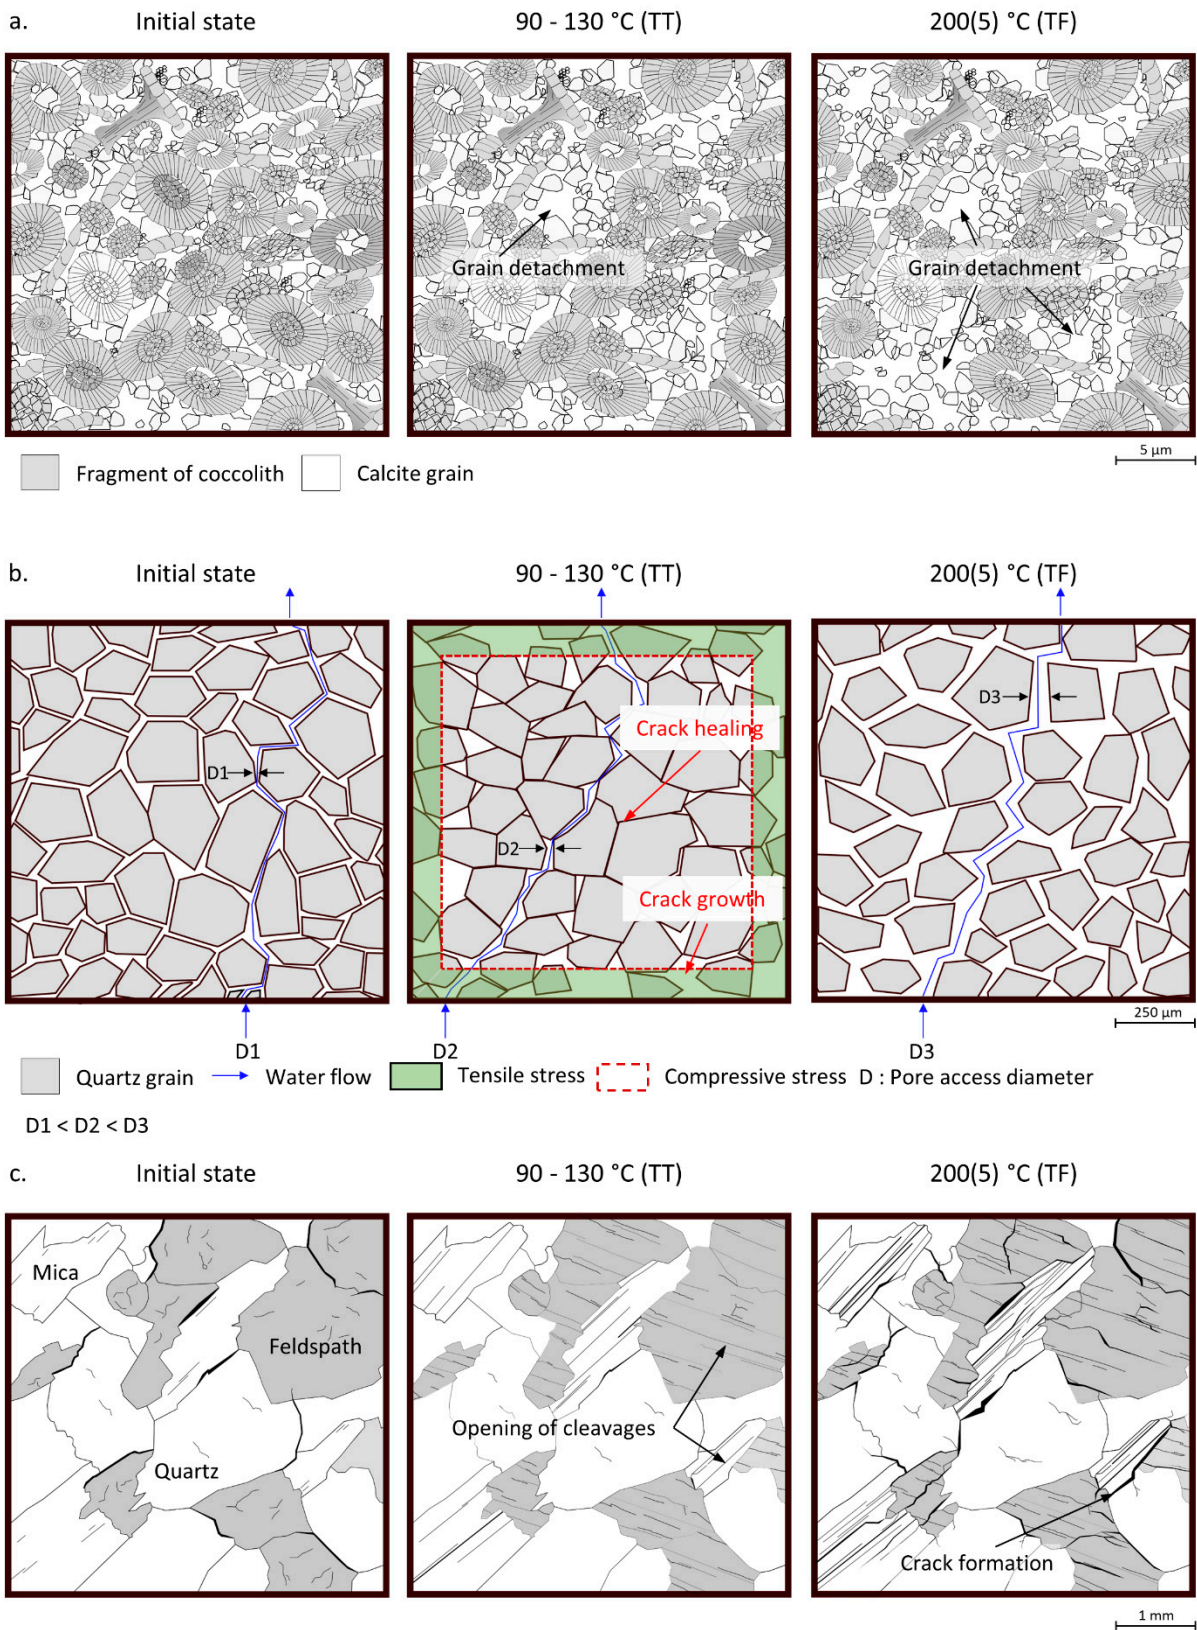 a.
Initial state
90 - 130 °C (TT)
200(5) °C (TF)
Grain detachment
Grain detachment
5 µm
Fragment of coccolith
Calcite grain
b.
Initial state
90 - 130 °C (TT)
200(5) °C (TF)
D1
D2
D3
Crack healing
Crack growth
250 µm
D1
D2
D3
Quartz grain
Water flow
Tensile stress
Compressive stress
D : Pore access diameter
D1 < D2 < D3
c.
Initial state
90 - 130 °C (TT)
200(5) °C (TF)
Mica
Feldspath
Quartz
Opening of cleavages
Crack formation
1 mm